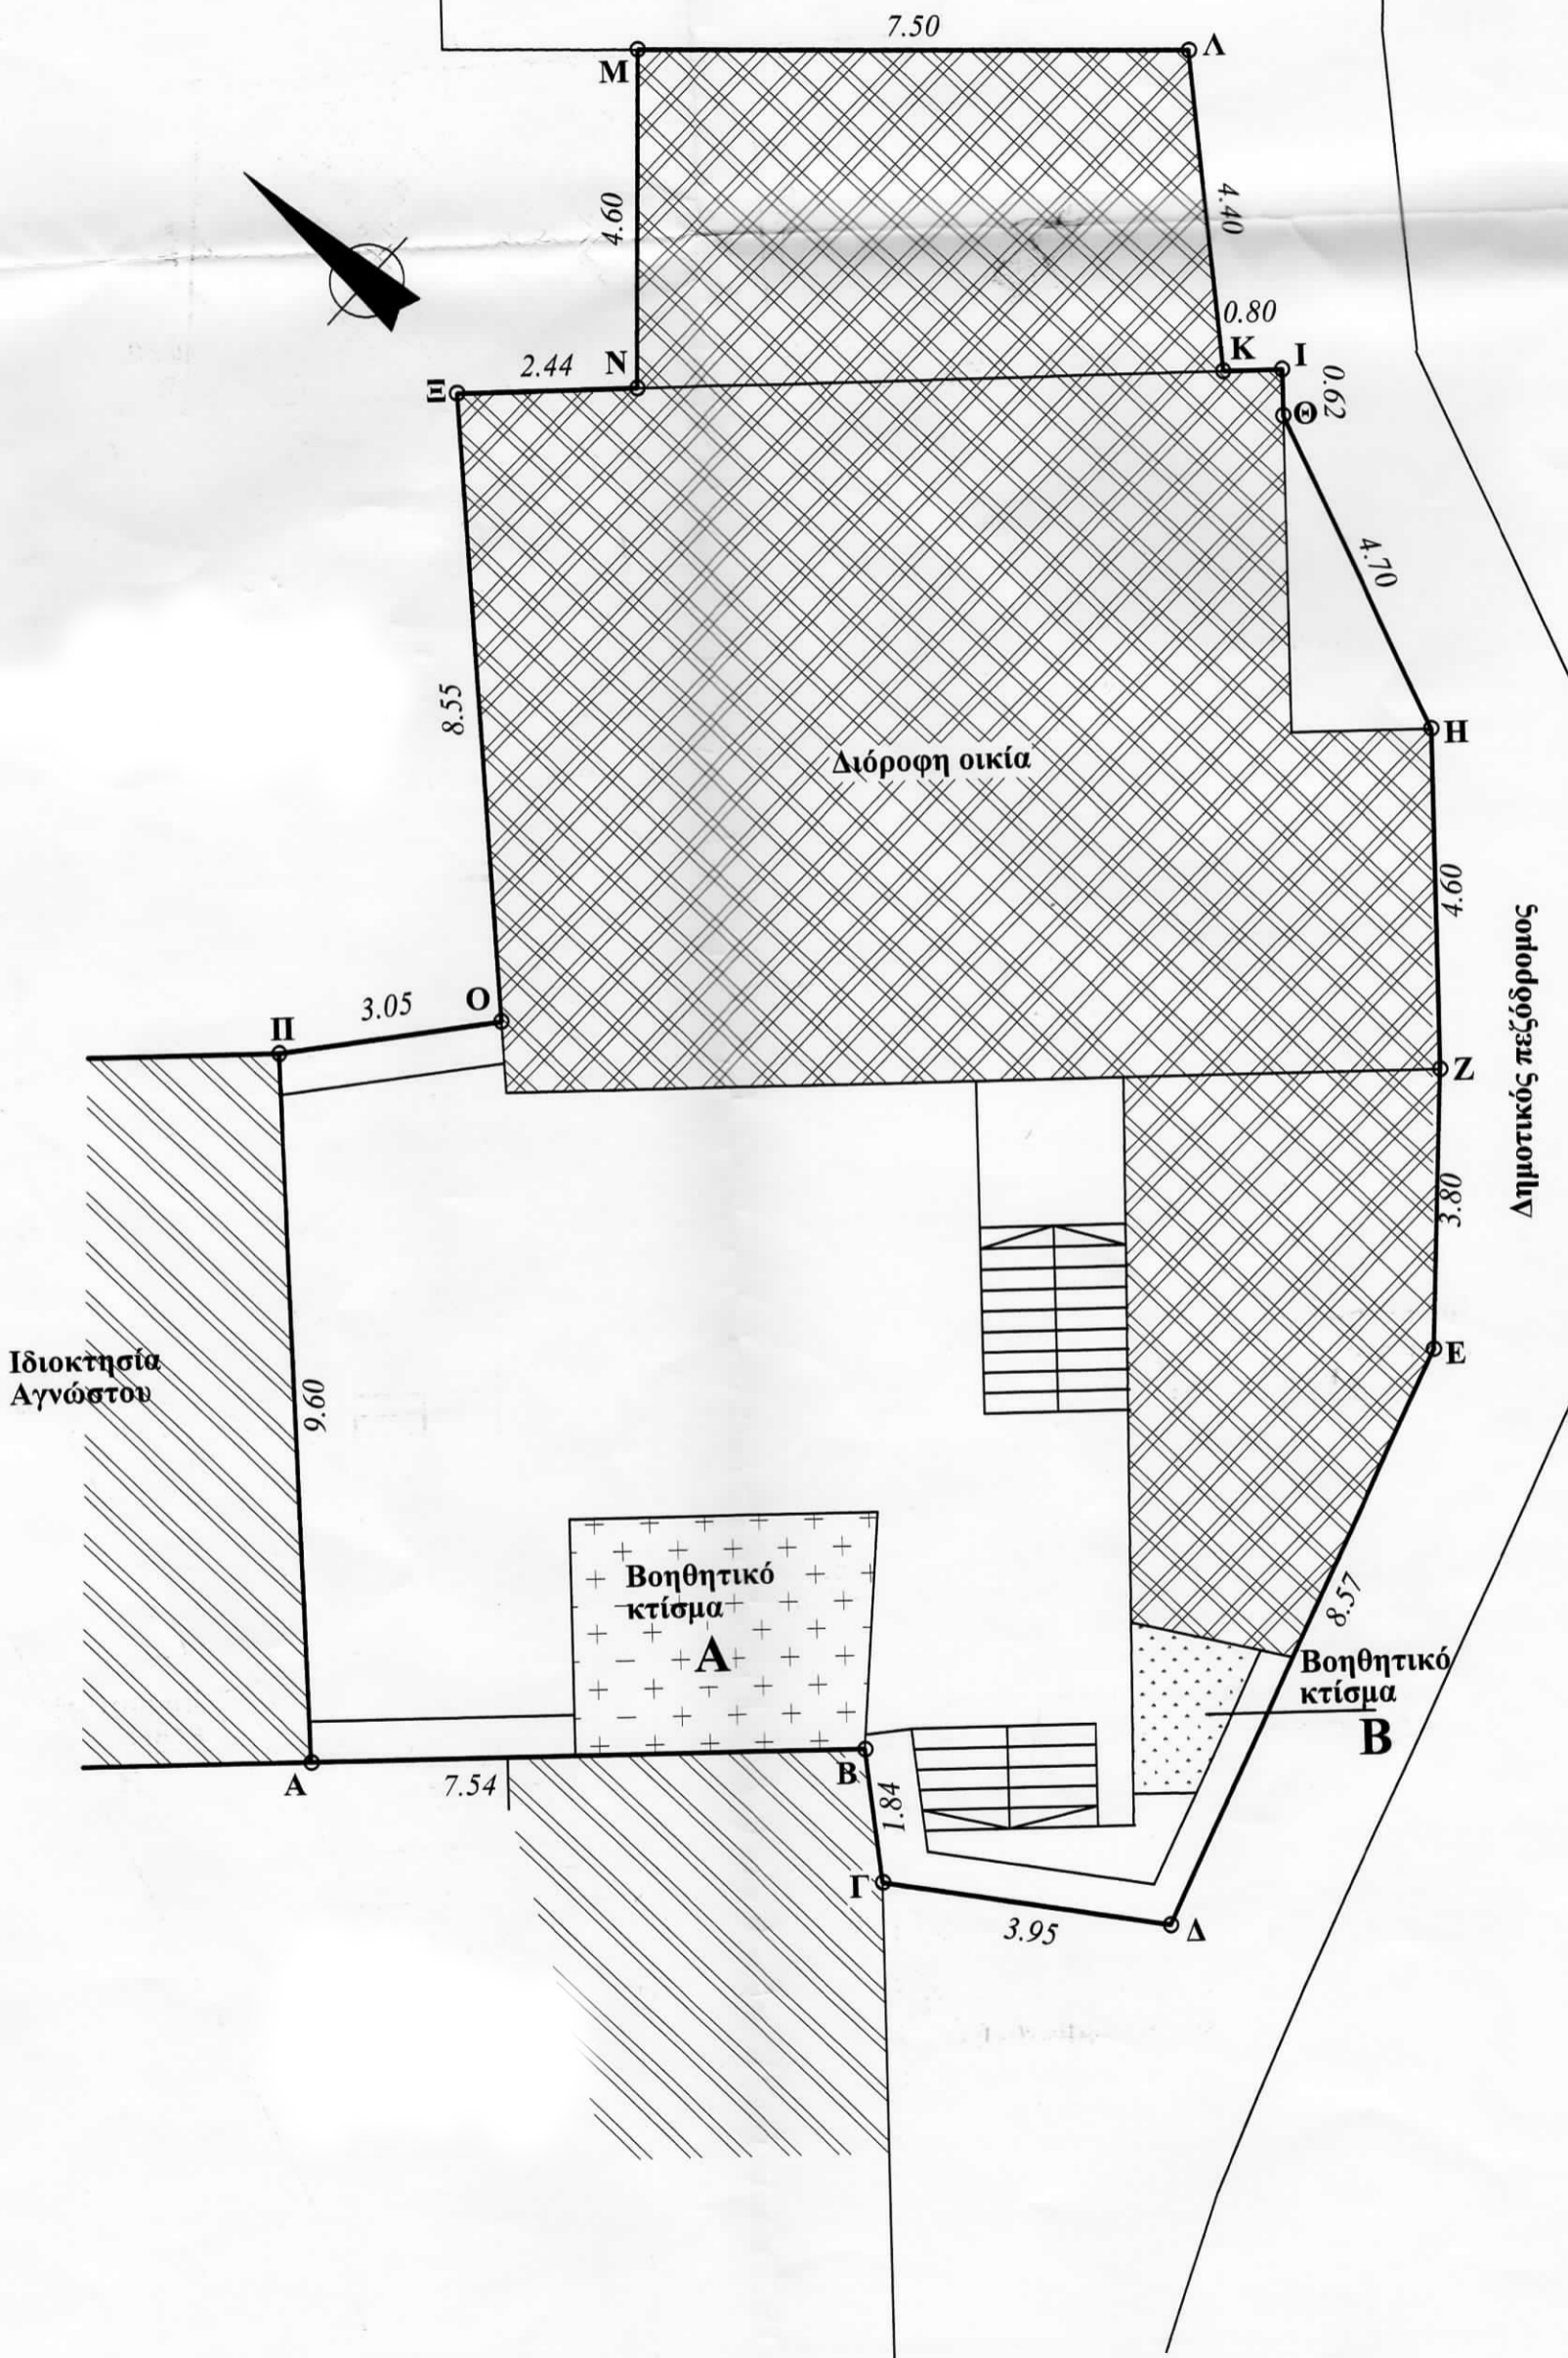 7.50
Μ
Λ
4.60
4.40
0.80
Κ
Ι
2.44
Ν
Ξ
0.62
Θ
4.70
8.55
Η
Διόροφη οικία
4.60
Δημοτικός πεζόδρομος
Ο
3.05
Π
Ζ
3.80
Ε
Ιδιοκτησία
Αγνώστου
9.60
Βοηθητικό
κτίσμα
Α
8.57
Βοηθητικό
κτίσμα
Β
Α
7.54
Β
1.84
Γ
3.95
Δ